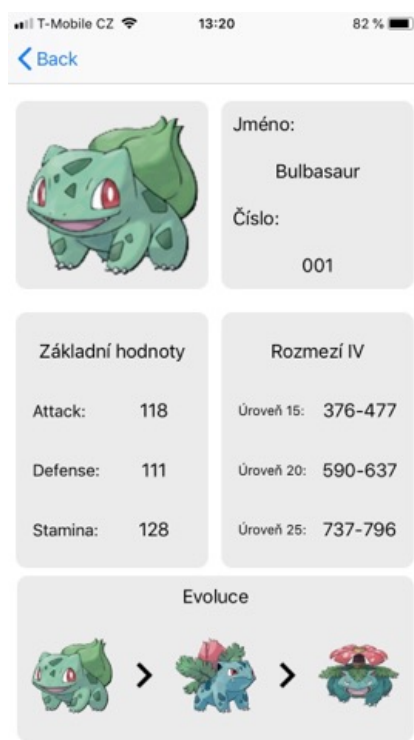 T-Mobile CZ 13:20 82 %
Back
Jméno:
Bulbasaur
Číslo:
001
Základní hodnoty
Attack: 118
Defense: 111
Stamina: 128
Rozmezí IV
Úroveň 15: 376-477
Úroveň 20: 590-637
Úroveň 25: 737-796
Evoluce